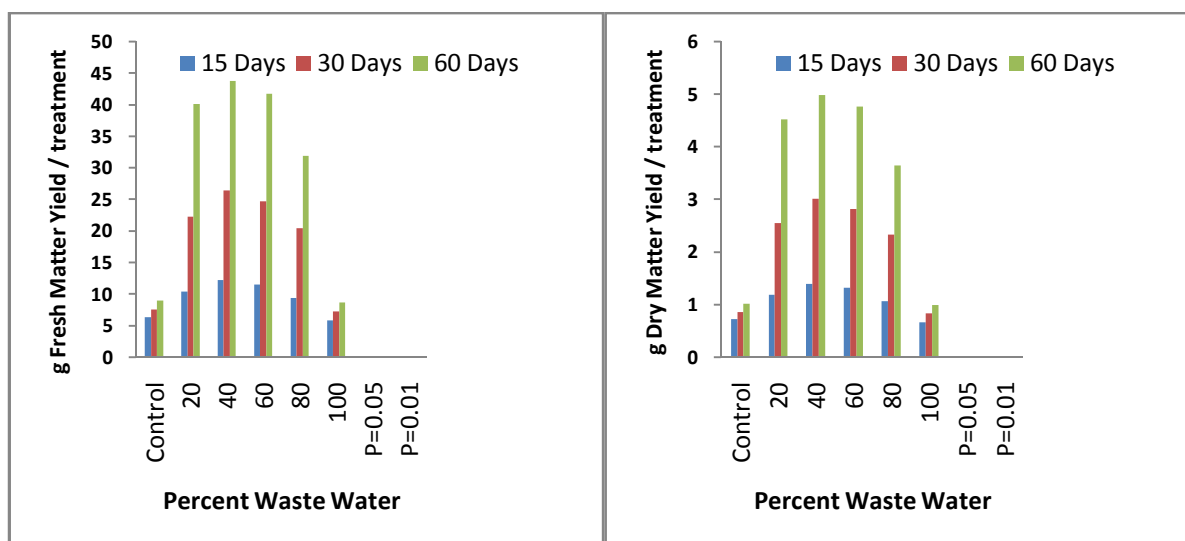 g Fresh Matter Yield / treatment
50
45
40
35
30
25
20
15
10
5
0
15 Days 30 Days 60 Days
Control
20
40
60
80
100
P=0.05
P=0.01
Percent Waste Water
g Dry Matter Yield / treatment
6
5
4
3
2
1
0
15 Days 30 Days 60 Days
Control
20
40
60
80
100
P=0.05
P=0.01
Percent Waste Water